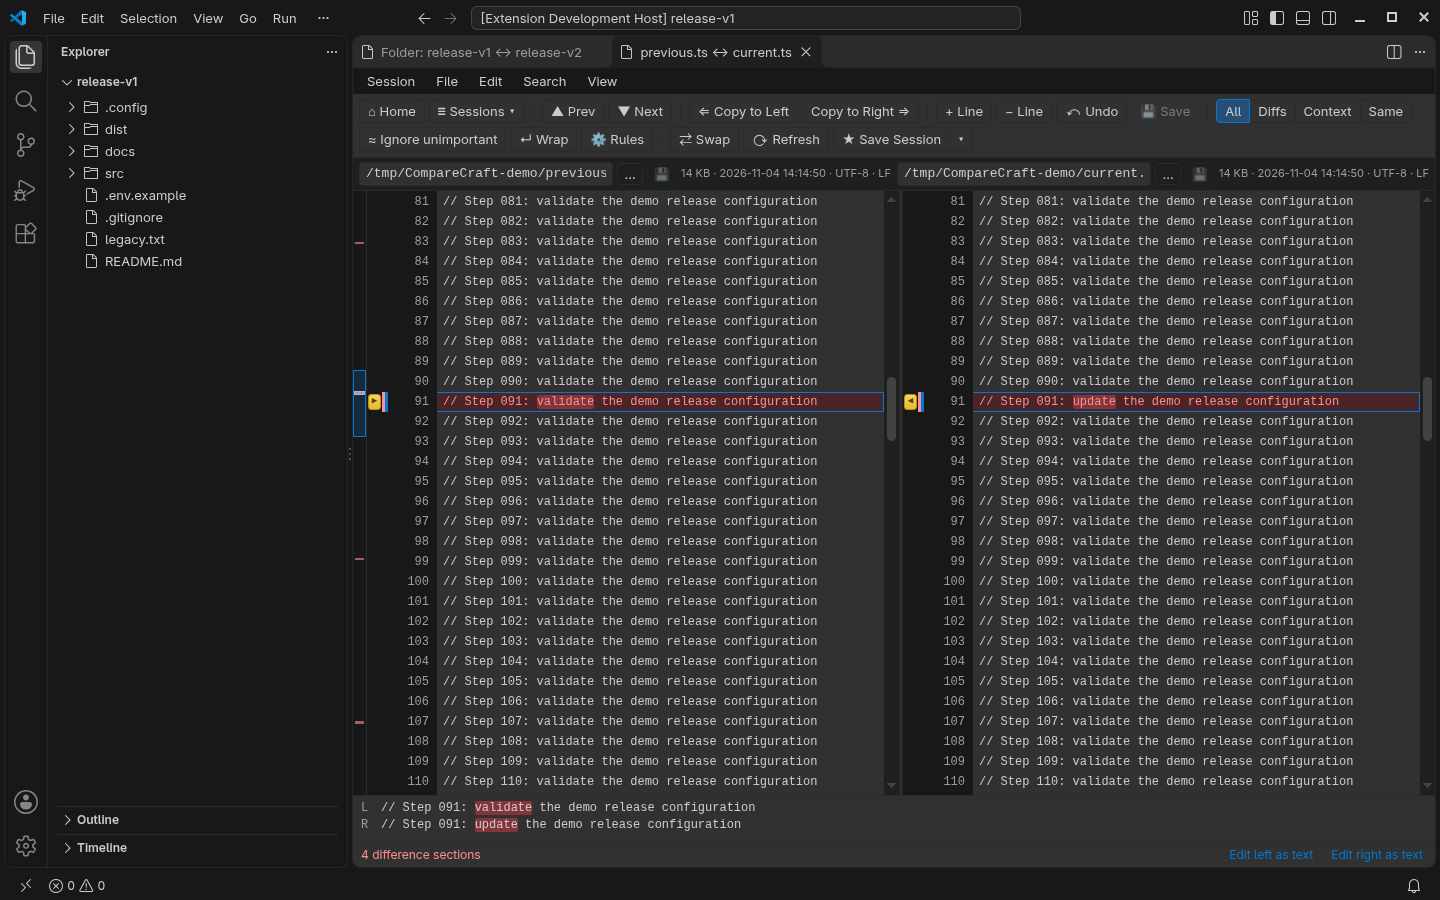 File Edit Selection View Go Run ··· [Extension Development Host] release-v1
Explorer ···
release-v1
.config
dist
docs
src
.env.example
.gitignore
legacy.txt
README.md
Outline
Timeline
Folder: release-v1 ↔ release-v2 previous.ts ↔ current.ts
Session File Edit Search View
⌂ Home ≡ Sessions ▾ ▲ Prev ▼ Next ⇐ Copy to Left Copy to Right ⇒ + Line − Line Undo Save All Diffs Context Same
≈ Ignore unimportant ↵ Wrap Rules ⇄ Swap Refresh ★ Save Session ▾
/tmp/CompareCraft-demo/previous ... 14 KB · 2026-11-04 14:14:50 · UTF-8 · LF /tmp/CompareCraft-demo/current. ... 14 KB · 2026-11-04 14:14:50 · UTF-8 · LF
81 // Step 081: validate the demo release configuration 81 // Step 081: validate the demo release configuration
82 // Step 082: validate the demo release configuration 82 // Step 082: validate the demo release configuration
83 // Step 083: validate the demo release configuration 83 // Step 083: validate the demo release configuration
84 // Step 084: validate the demo release configuration 84 // Step 084: validate the demo release configuration
85 // Step 085: validate the demo release configuration 85 // Step 085: validate the demo release configuration
86 // Step 086: validate the demo release configuration 86 // Step 086: validate the demo release configuration
87 // Step 087: validate the demo release configuration 87 // Step 087: validate the demo release configuration
88 // Step 088: validate the demo release configuration 88 // Step 088: validate the demo release configuration
89 // Step 089: validate the demo release configuration 89 // Step 089: validate the demo release configuration
90 // Step 090: validate the demo release configuration 90 // Step 090: validate the demo release configuration
91 // Step 091: validate the demo release configuration 91 // Step 091: update the demo release configuration
92 // Step 092: validate the demo release configuration 92 // Step 092: validate the demo release configuration
93 // Step 093: validate the demo release configuration 93 // Step 093: validate the demo release configuration
94 // Step 094: validate the demo release configuration 94 // Step 094: validate the demo release configuration
95 // Step 095: validate the demo release configuration 95 // Step 095: validate the demo release configuration
96 // Step 096: validate the demo release configuration 96 // Step 096: validate the demo release configuration
97 // Step 097: validate the demo release configuration 97 // Step 097: validate the demo release configuration
98 // Step 098: validate the demo release configuration 98 // Step 098: validate the demo release configuration
99 // Step 099: validate the demo release configuration 99 // Step 099: validate the demo release configuration
100 // Step 100: validate the demo release configuration 100 // Step 100: validate the demo release configuration
101 // Step 101: validate the demo release configuration 101 // Step 101: validate the demo release configuration
102 // Step 102: validate the demo release configuration 102 // Step 102: validate the demo release configuration
103 // Step 103: validate the demo release configuration 103 // Step 103: validate the demo release configuration
104 // Step 104: validate the demo release configuration 104 // Step 104: validate the demo release configuration
105 // Step 105: validate the demo release configuration 105 // Step 105: validate the demo release configuration
106 // Step 106: validate the demo release configuration 106 // Step 106: validate the demo release configuration
107 // Step 107: validate the demo release configuration 107 // Step 107: validate the demo release configuration
108 // Step 108: validate the demo release configuration 108 // Step 108: validate the demo release configuration
109 // Step 109: validate the demo release configuration 109 // Step 109: validate the demo release configuration
110 // Step 110: validate the demo release configuration 110 // Step 110: validate the demo release configuration
L // Step 091: validate the demo release configuration
R // Step 091: update the demo release configuration
4 difference sections Edit left as text Edit right as text
0 0